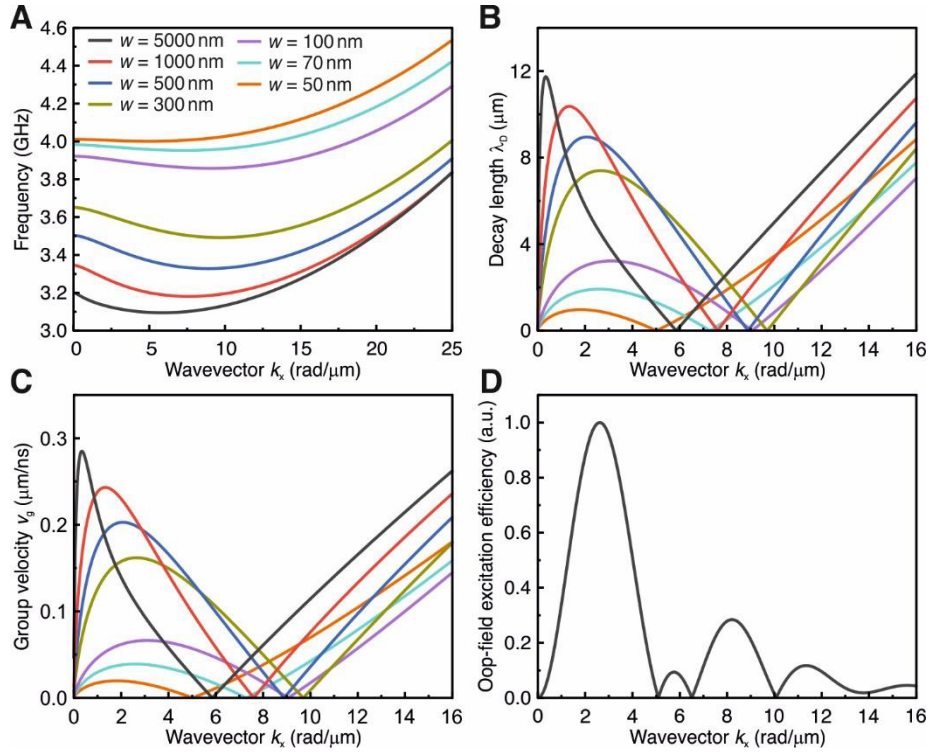 A
4.6
4.4
4.2
4.0
3.8
3.6
3.4
3.2
3.0
Frequency (GHz)
w = 5000 nm
w = 1000 nm
w = 500 nm
w = 300 nm
w = 100 nm
w = 70 nm
w = 50 nm
0 5 10 15 20 25
Wavevector kx (rad/μm)
B
12
8
4
0
Decay length λD (μm)
0 2 4 6 8 10 12 14 16
Wavevector kx (rad/μm)
C
0.3
0.2
0.1
0.0
Group velocity vg (μm/ns)
0 2 4 6 8 10 12 14 16
Wavevector kx (rad/μm)
D
1.0
0.8
0.6
0.4
0.2
0.0
Oop-field excitation efficiency (a.u.)
0 2 4 6 8 10 12 14 16
Wavevector kx (rad/μm)